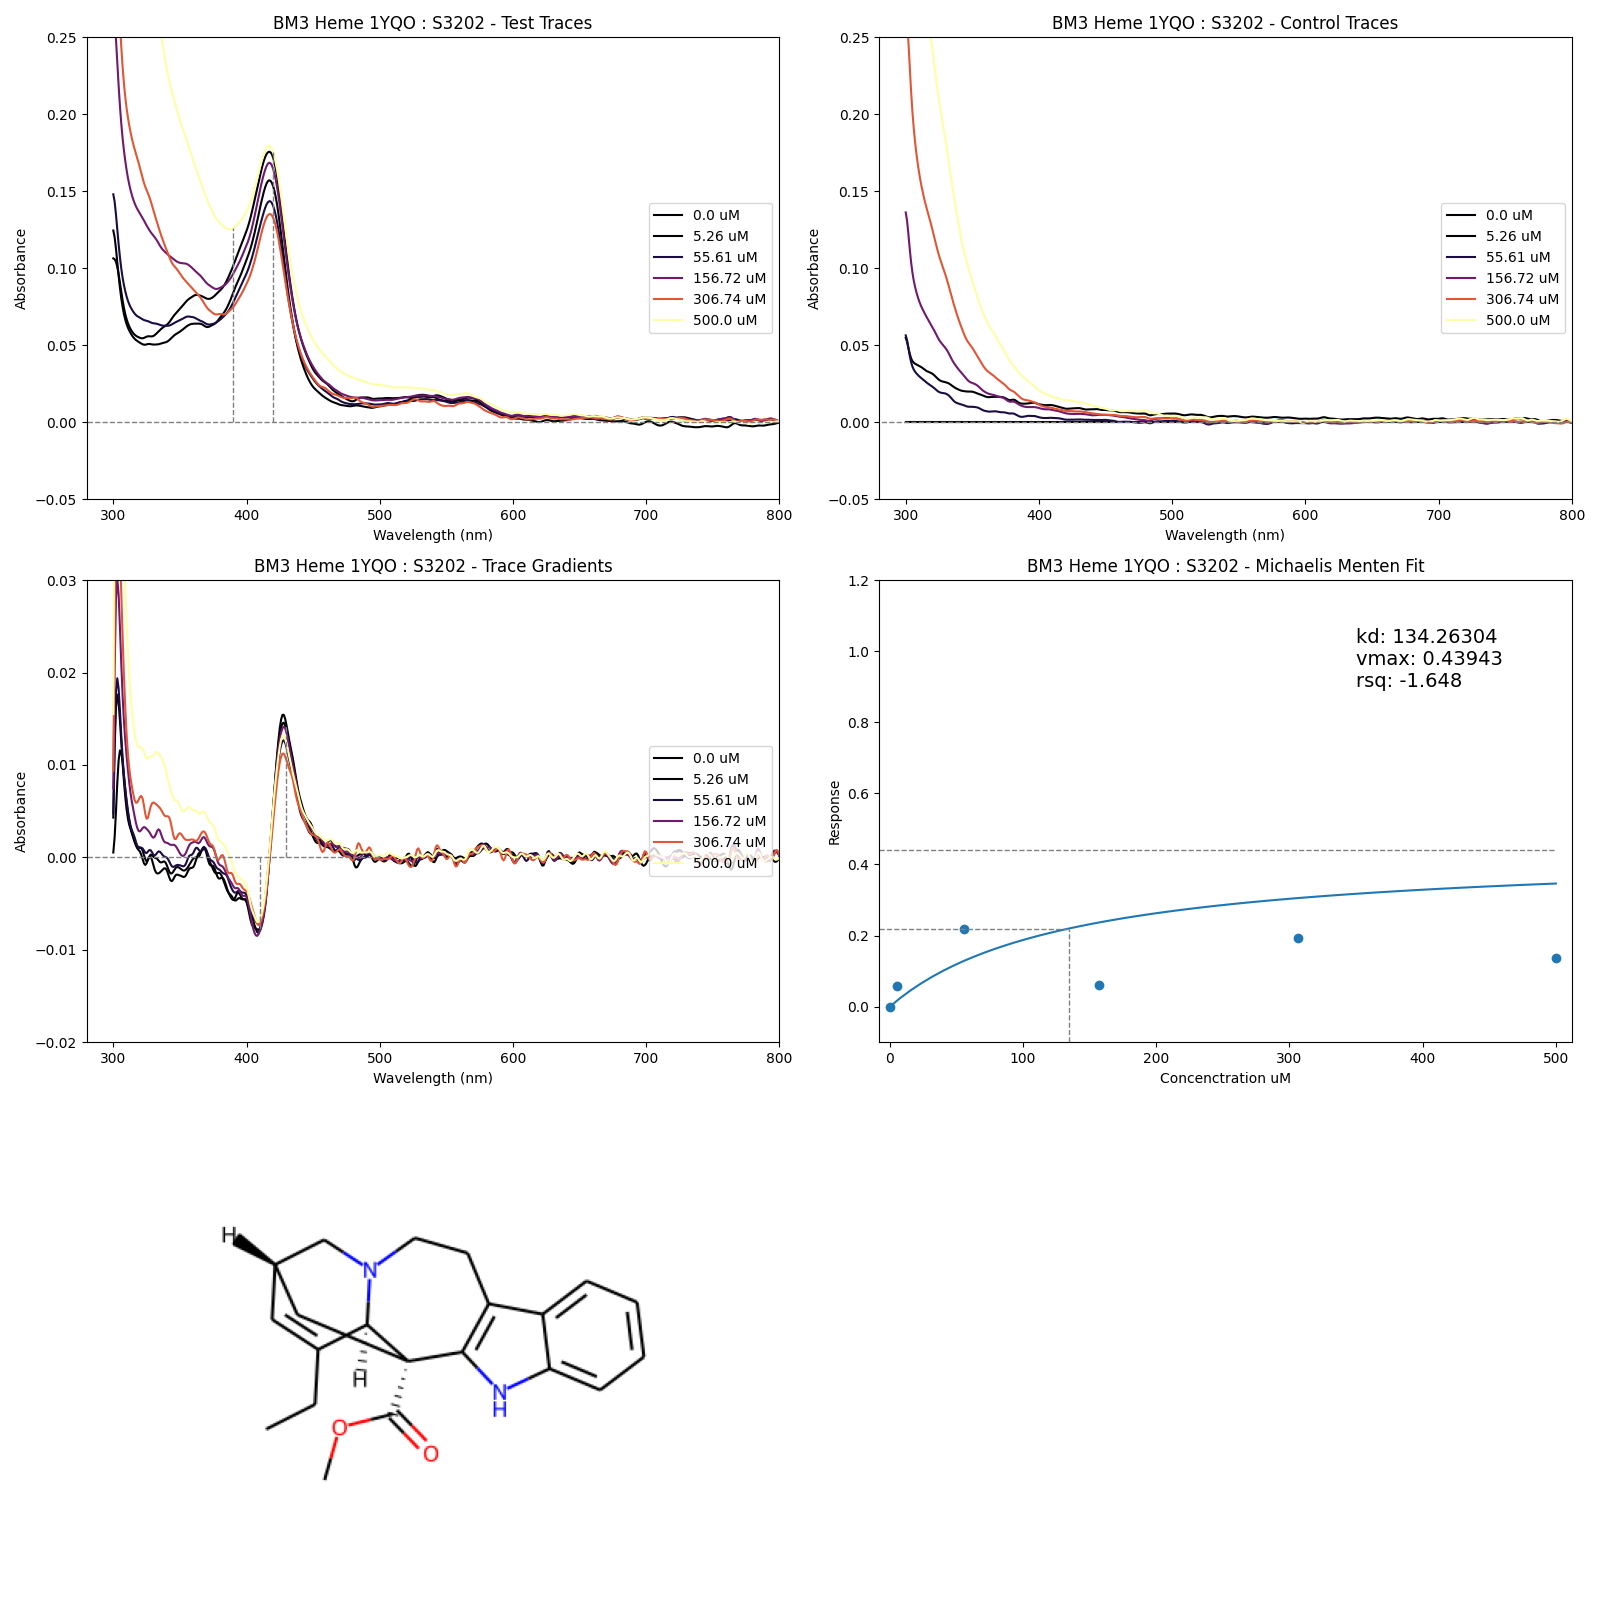 BM3 Heme 1YQO : S3202 - Test Traces
0.25
0.20
0.15
0.10
0.05
0.00
−0.05
Absorbance
0.0 uM
5.26 uM
55.61 uM
156.72 uM
306.74 uM
500.0 uM
300 400 500 600 700 800
Wavelength (nm)
BM3 Heme 1YQO : S3202 - Control Traces
0.25
0.20
0.15
0.10
0.05
0.00
−0.05
Absorbance
0.0 uM
5.26 uM
55.61 uM
156.72 uM
306.74 uM
500.0 uM
300 400 500 600 700 800
Wavelength (nm)
BM3 Heme 1YQO : S3202 - Trace Gradients
0.03
0.02
0.01
0.00
−0.01
−0.02
Absorbance
0.0 uM
5.26 uM
55.61 uM
156.72 uM
306.74 uM
500.0 uM
300 400 500 600 700 800
Wavelength (nm)
BM3 Heme 1YQO : S3202 - Michaelis Menten Fit
1.2
1.0
0.8
0.6
0.4
0.2
0.0
Response
kd: 134.26304
vmax: 0.43943
rsq: -1.648
0 100 200 300 400 500
Concenctration uM
H
N
H
N
H
O
O